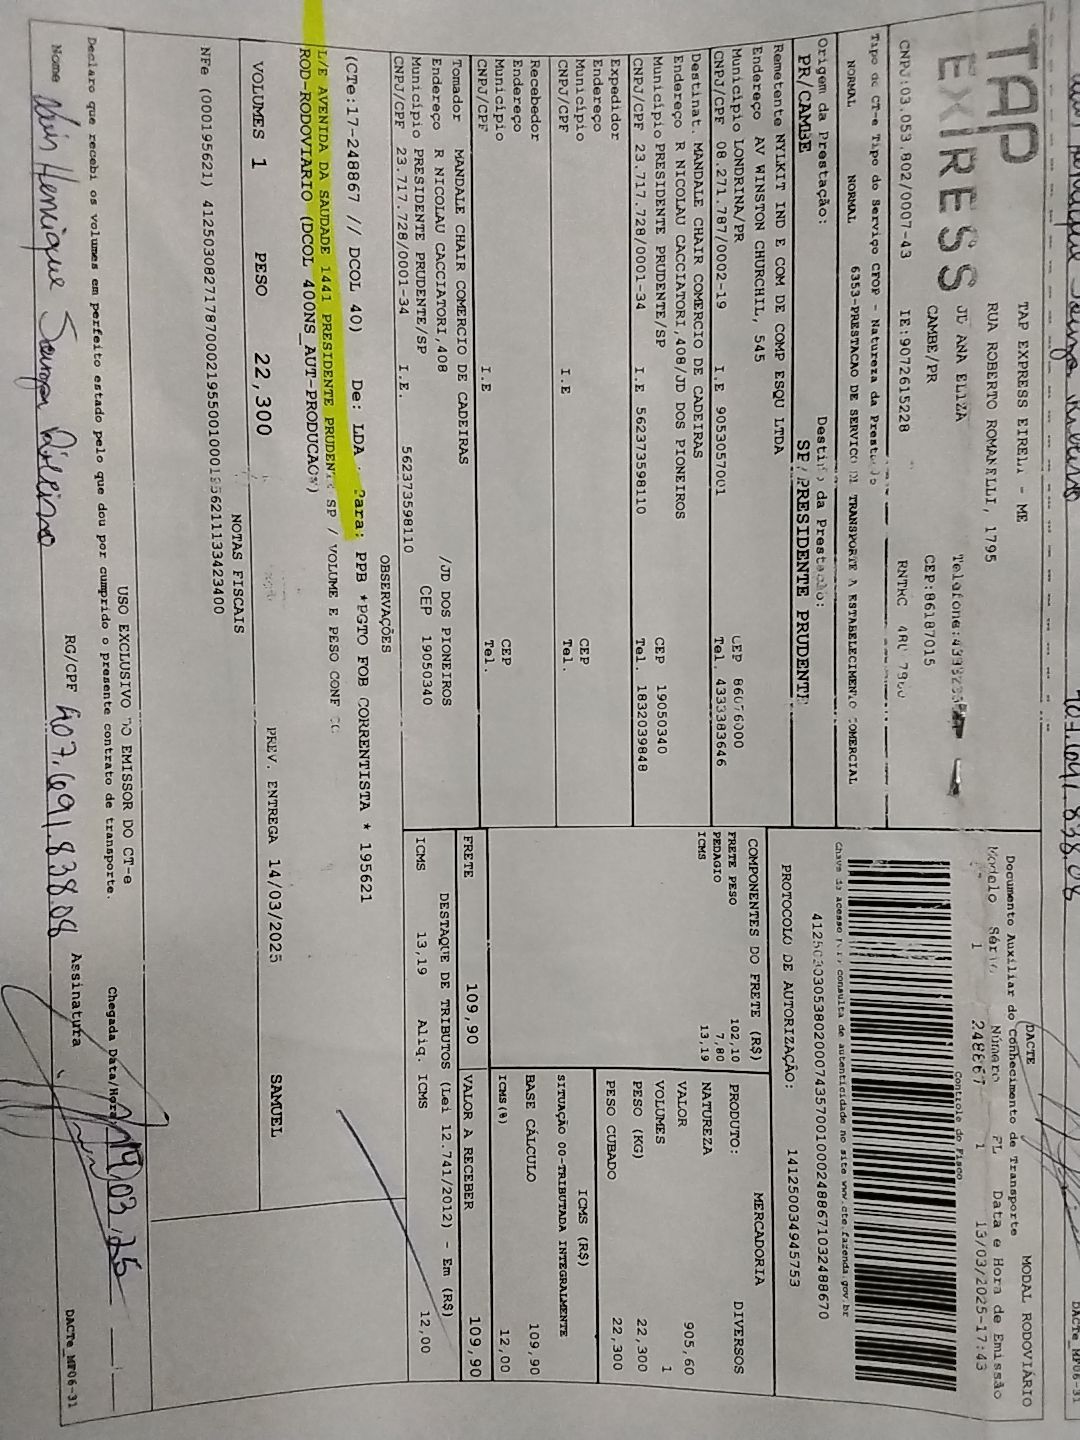 TAP
EXPRESS
TAP EXPRESS EIRELI - ME
RUA ROBERTO ROMANELLI, 1795
JD ANA ELIZA
CAMBE/PR
CEP:86187015
CNPJ:03.053.802/0007-43 IE:9072615228 RNTRC
DACTE MODAL RODOVIÁRIO
Documento Auxiliar do Conhecimento de Transporte
Modelo Série Número FL Data e Hora de Emissão
1 248867 1 13/03/2025-17:43
Controle do Fisco
Chave de acesso para consulta de autenticidade no site www.cte.fazenda.gov.br
PROTOCOLO DE AUTORIZAÇÃO: 141250034945753
Tipo do CT-e Tipo do Serviço CFOP - Natureza da Prestação
NORMAL NORMAL 6353-PRESTACAO DE SERVICO DE TRANSPORTE A ESTABELECIMENTO COMERCIAL
Origem da Prestação: Destino da Prestação:
PR/CAMBE SP/PRESIDENTE PRUDENTE
Remetente NYLKIT IND E COM DE COMP ESQU LTDA
Endereço AV WINSTON CHURCHIL, 545
Município LONDRINA/PR CEP 86076000
CNPJ/CPF 08.271.787/0002-19 I.E 9053057001 Tel. 4333383646
Destinat. MANDALE CHAIR COMERCIO DE CADEIRAS
Endereço R NICOLAU CACCIATORI,408/JD DOS PIONEIROS
Município PRESIDENTE PRUDENTE/SP CEP 19050340
CNPJ/CPF 23.717.728/0001-34 I.E 562373598110 Tel. 1832039848
Expedidor
Endereço
Município CEP
CNPJ/CPF I.E Tel.
Recebedor
Endereço
Município CEP
CNPJ/CPF I.E Tel.
Tomador MANDALE CHAIR COMERCIO DE CADEIRAS
Endereço R NICOLAU CACCIATORI,408 /JD DOS PIONEIROS
Município PRESIDENTE PRUDENTE/SP CEP 19050340
CNPJ/CPF 23.717.728/0001-34 I.E. 562373598110
COMPONENTES DO FRETE (R$)
FRETE PESO 102,10
PEDAGIO 7,80
ICMS 13,19
MERCADORIA
PRODUTO: DIVERSOS
NATUREZA
VALOR 905,60
VOLUMES 1
PESO (KG) 22,300
PESO CUBADO 22,300
ICMS (R$)
SITUAÇÃO 00-TRIBUTADA INTEGRALMENTE
BASE CÁLCULO 109,90
ICMS(%) 12,00
FRETE 109,90 VALOR A RECEBER 109,90
DESTAQUE DE TRIBUTOS (Lei 12.741/2012) - Em (R$)
ICMS 13,19 Aliq. ICMS 12,00
OBSERVAÇÕES
(CTe:17-248867 // DCOL 40) De: LDA Para: PPB *PGTO FOB CORRENTISTA * 195621
L/E AVENIDA DA SAUDADE 1441 PRESIDENTE PRUDENTE SP / VOLUME E PESO CONF
ROD-RODOVIARIO (DCOL 400NS_AUT-PRODUCAO*)
VOLUMES 1 PESO 22,300 PREV. ENTREGA 14/03/2025 SAMUEL
NOTAS FISCAIS
NFe (000195621) 41250308271787000219550010001956211133423400
USO EXCLUSIVO DO EMISSOR DO CT-e
Declaro que recebi os volumes em perfeito estado pelo que dou por cumprido o presente contrato de transporte. Chegada Data/Hora 14/03/25
Nome Luis Henrique Souza Ribeiro RG/CPF 407.691.838.08 Assinatura
DACTe_MF06-31